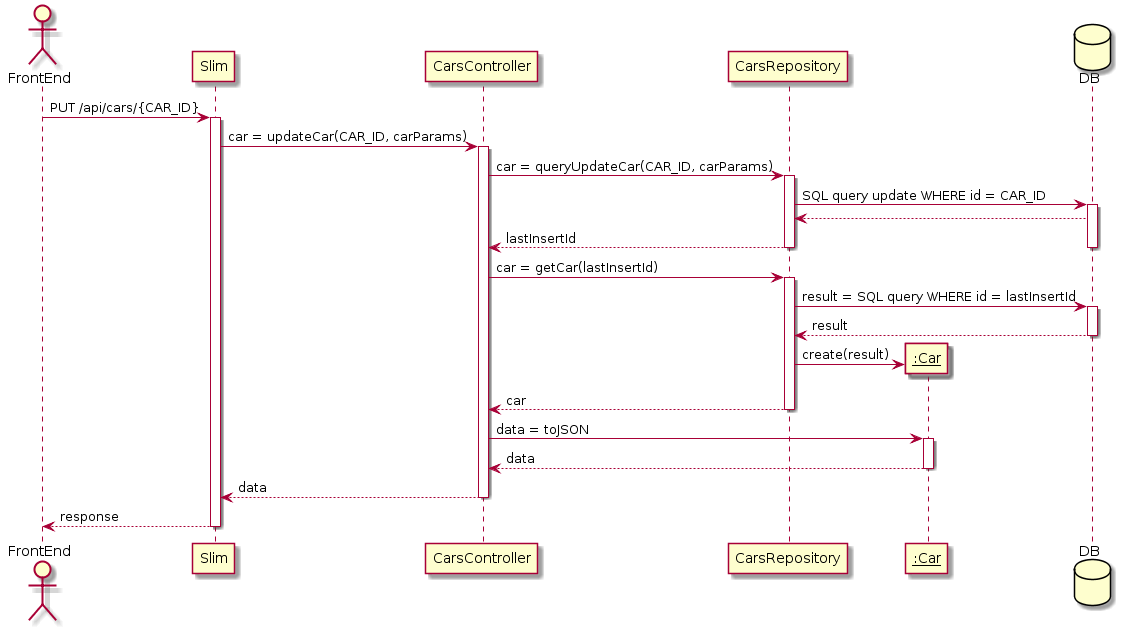 FrontEnd
Slim
CarsController
CarsRepository
DB
PUT /api/cars/{CAR_ID}
car = updateCar(CAR_ID, carParams)
car = queryUpdateCar(CAR_ID, carParams)
SQL query update WHERE id = CAR_ID
lastInsertId
car = getCar(lastInsertId)
result = SQL query WHERE id = lastInsertId
result
create(result)
:Car
car
data = toJSON
data
data
response
FrontEnd
Slim
CarsController
CarsRepository
:Car
DB